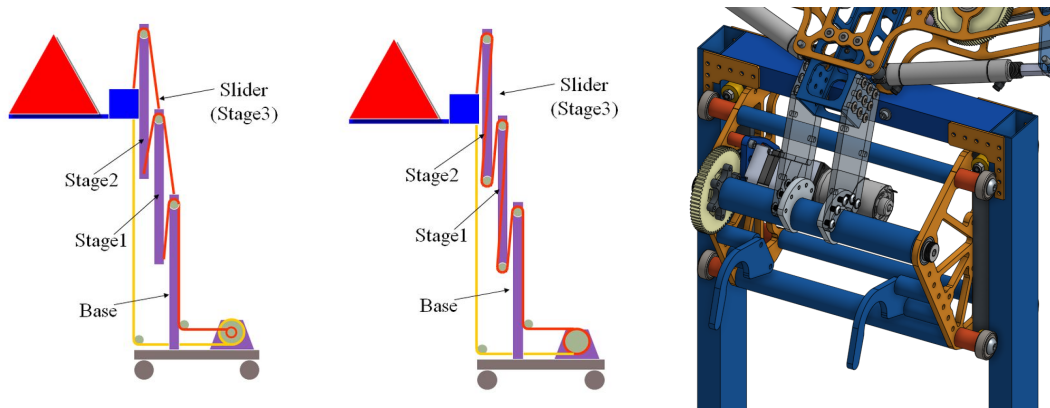 Slider
(Stage3)
Stage2
Stage1
Base
Slider
(Stage3)
Stage2
Stage1
Base